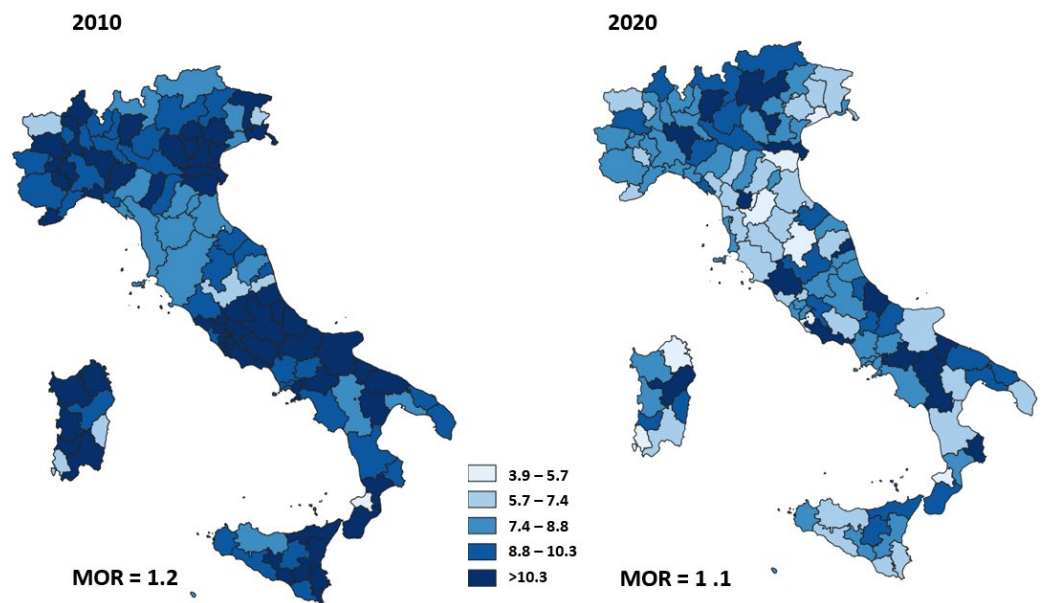 2010
2020
3.9 – 5.7
5.7 – 7.4
7.4 – 8.8
8.8 – 10.3
>10.3
MOR = 1.2
MOR = 1 .1